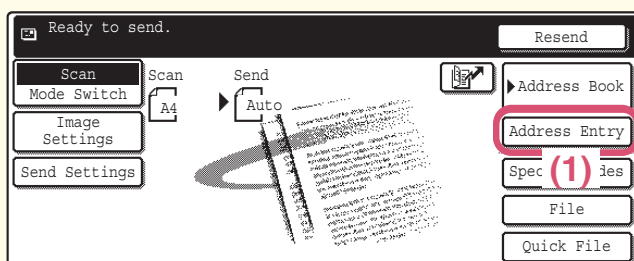 Ready to send.
Resend
Scan
Mode Switch
Scan
A4
Send
Auto
Address Book
Image
Settings
Address Entry
Send Settings
(1)
File
Quick File